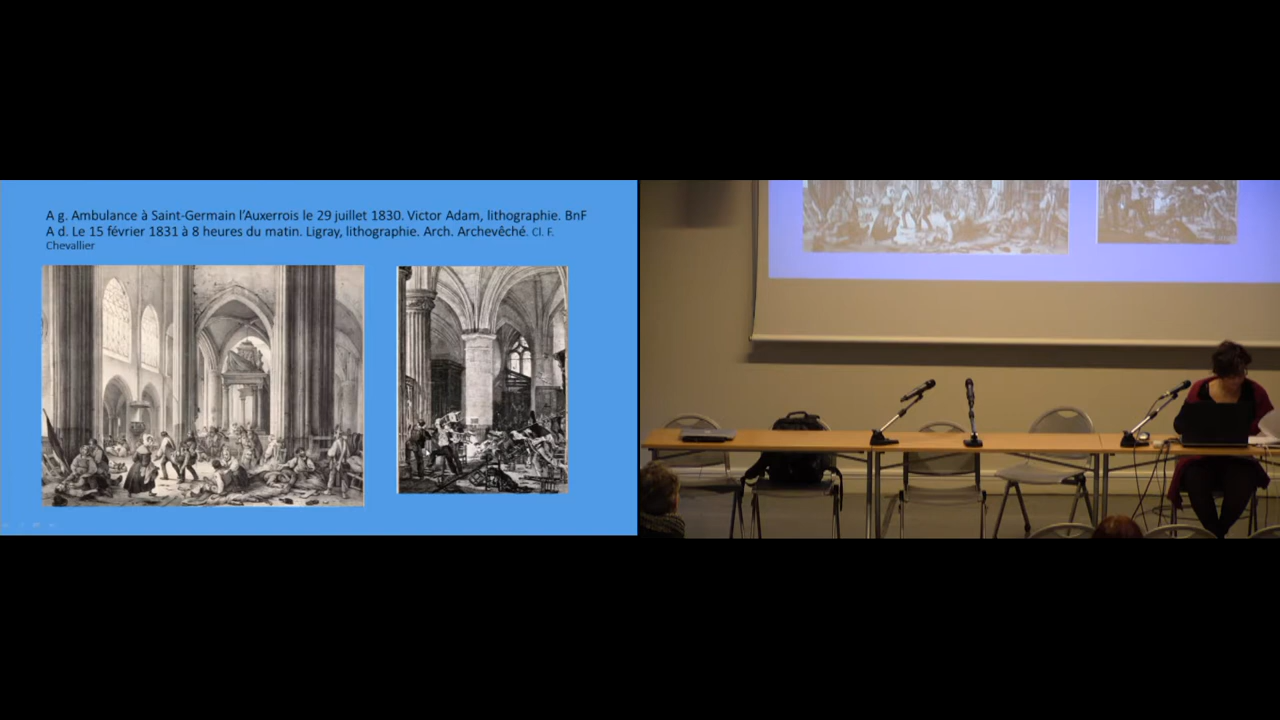 A g. Ambulance à Saint-Germain l’Auxerrois le 29 juillet 1830. Victor Adam, lithographie. BnF
A d. Le 15 février 1831 à 8 heures du matin. Ligray, lithographie. Arch. Archevêché. Cl. F.
Chevallier